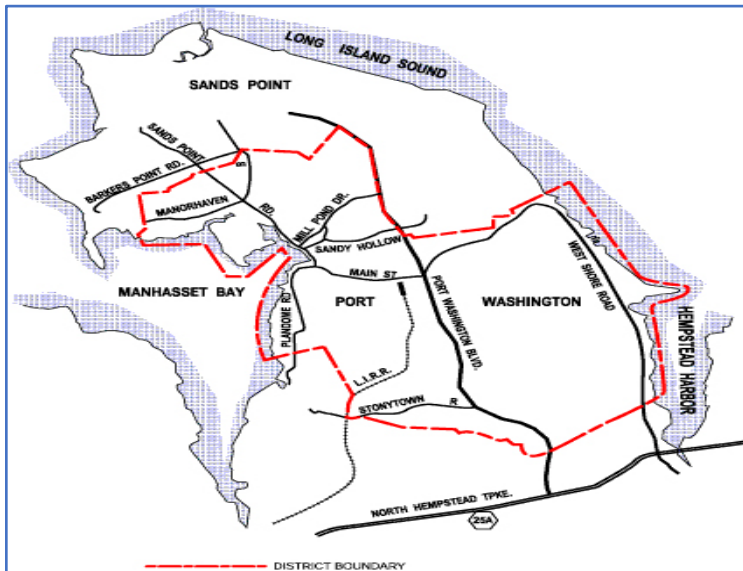 LONG ISLAND SOUND
SANDS POINT
SANDS POINT
RD.
BARKERS POINT RD.
MANORHAVEN
MILL POND DR.
SANDY HOLLOW
MAIN ST
MANHASSET BAY
PLANDOME RD
PORT
WASHINGTON
PORT WASHINGTON BLVD.
WEST SHORE ROAD
HEMPSTEAD HARBOR
L.I.R.R.
STONYTOWN R
NORTH HEMPSTEAD TPKE.
25A
DISTRICT BOUNDARY